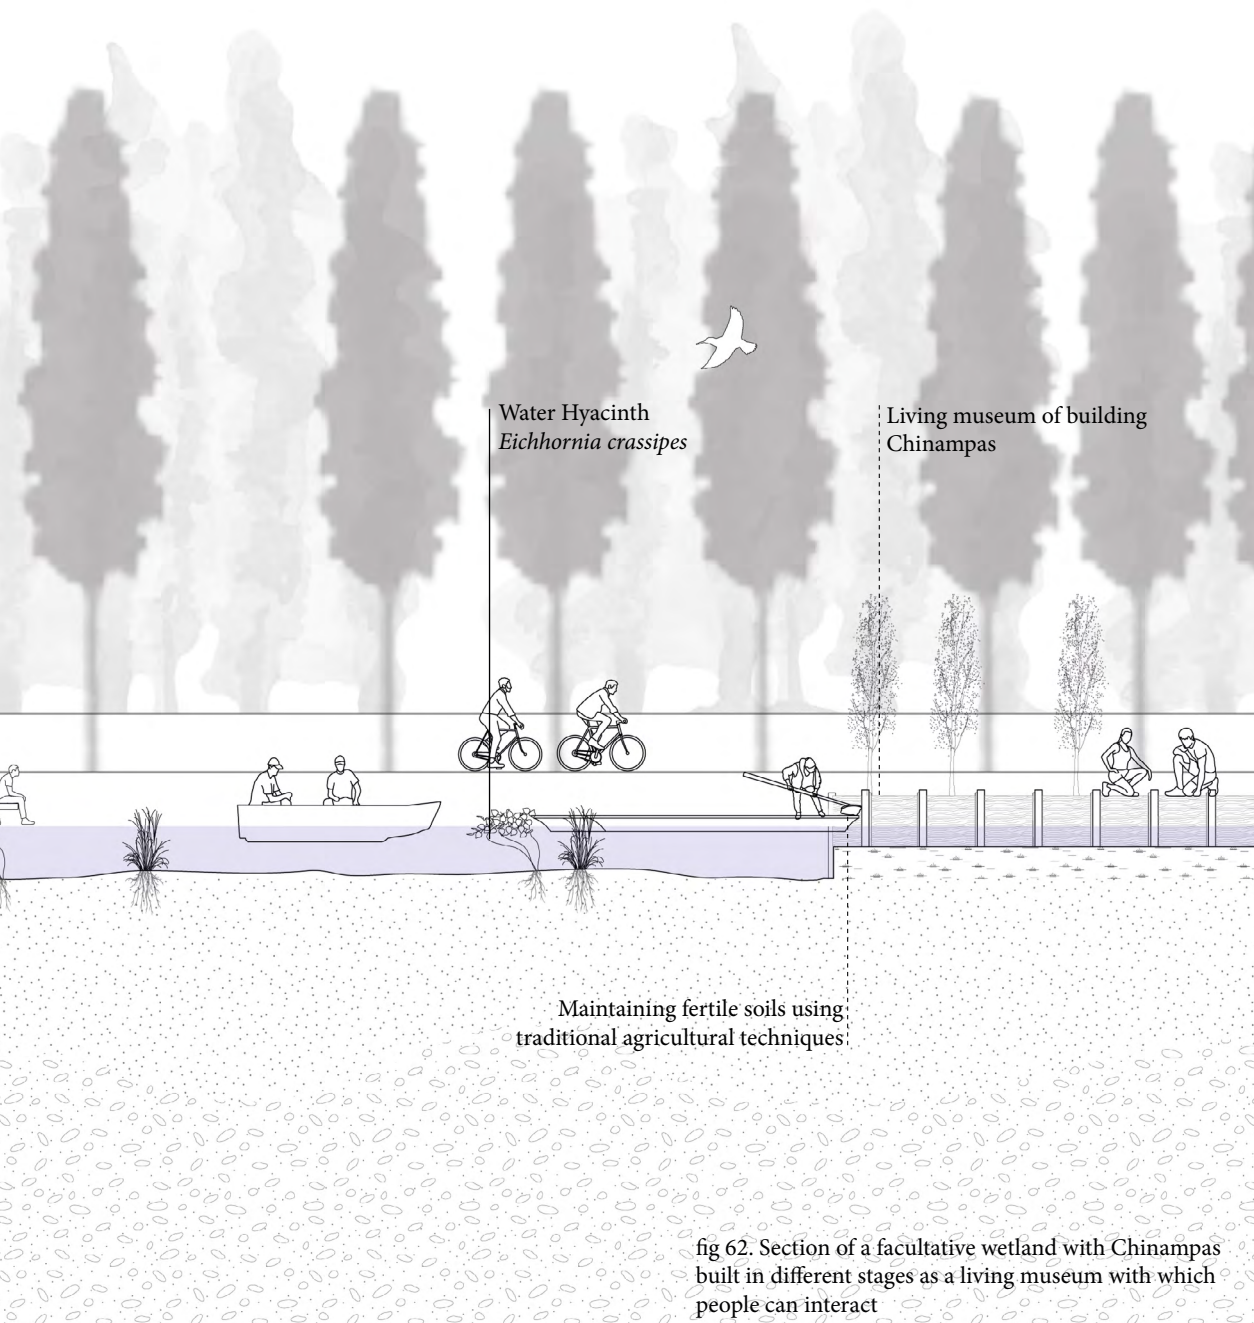 Water Hyacinth
Eichhornia crassipes
Living museum of building
Chinampas
Maintaining fertile soils using
traditional agricultural techniques
fig 62. Section of a facultative wetland with Chinampas
built in different stages as a living museum with which
people can interact